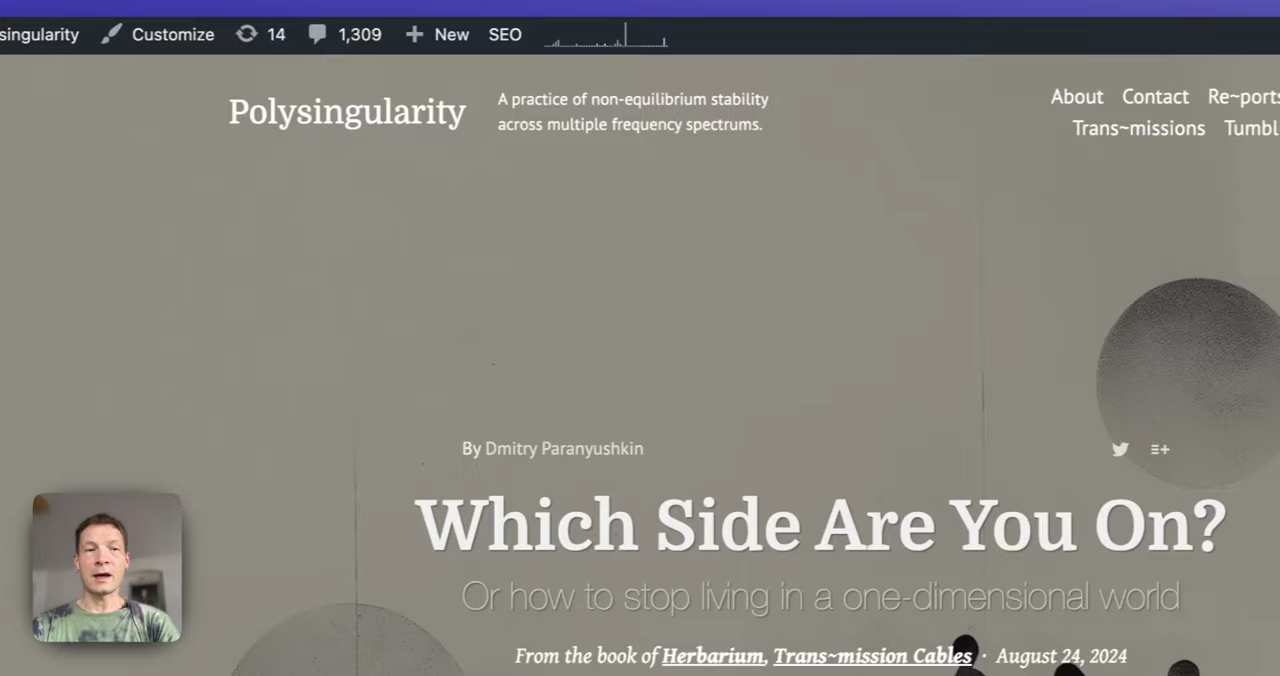 singularity Customize 14 1,309 New SEO
Polysingularity
A practice of non-equilibrium stability
across multiple frequency spectrums.
About Contact Re~ports
Trans~missions Tumbl
By Dmitry Paranyushkin
Which Side Are You On?
Or how to stop living in a one-dimensional world
From the book of Herbarium, Trans~mission Cables · August 24, 2024